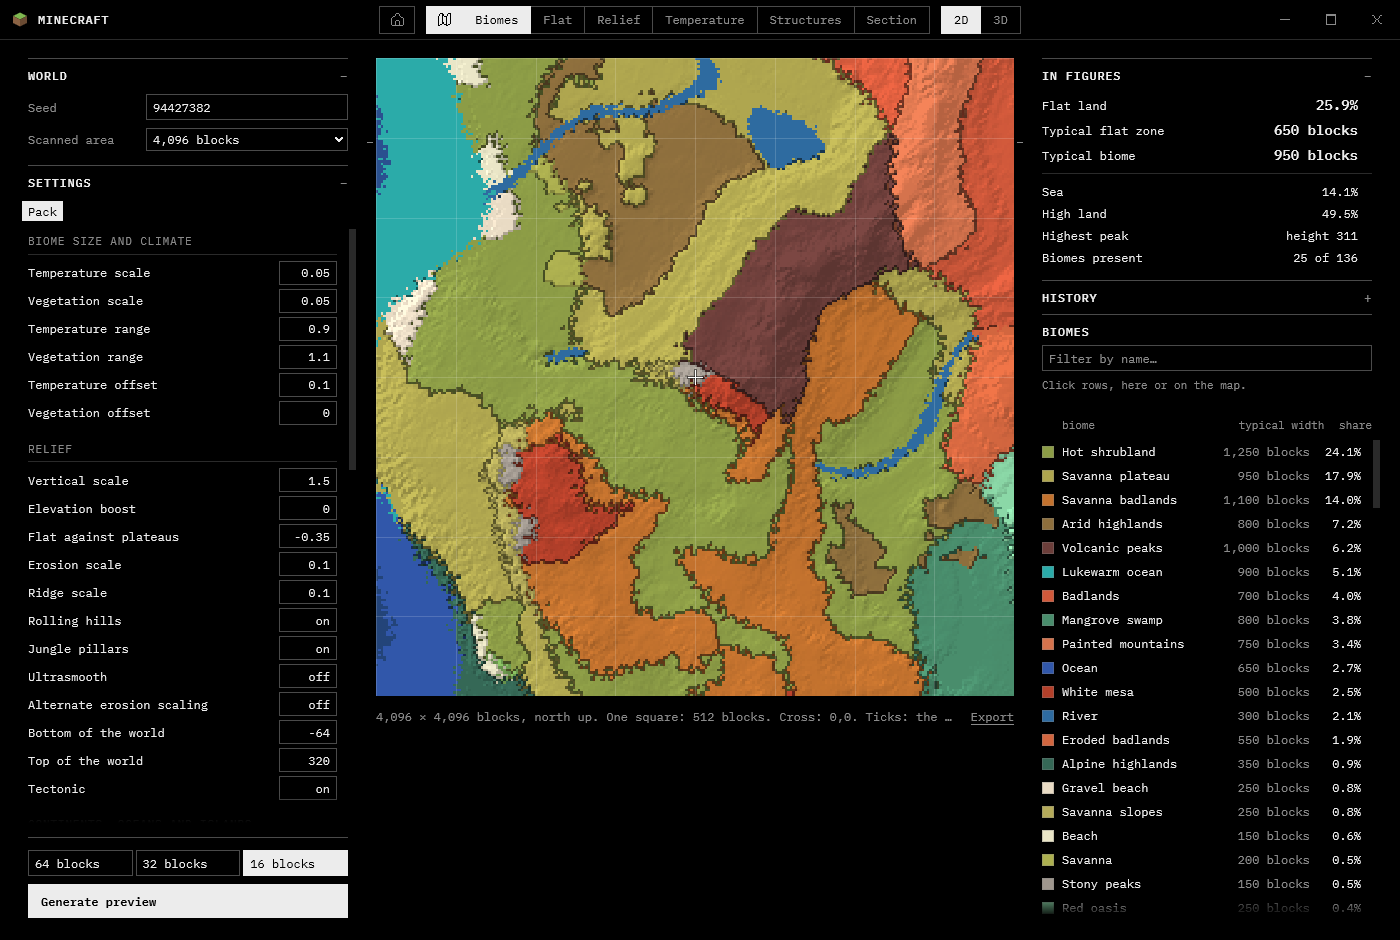 MINECRAFT
Biomes Flat Relief Temperature Structures Section 2D 3D
WORLD
Seed 94427382
Scanned area 4,096 blocks
SETTINGS
Pack
BIOME SIZE AND CLIMATE
Temperature scale 0.05
Vegetation scale 0.05
Temperature range 0.9
Vegetation range 1.1
Temperature offset 0.1
Vegetation offset 0
RELIEF
Vertical scale 1.5
Elevation boost 0
Flat against plateaus -0.35
Erosion scale 0.1
Ridge scale 0.1
Rolling hills on
Jungle pillars on
Ultrasmooth off
Alternate erosion scaling off
Bottom of the world -64
Top of the world 320
Tectonic on
64 blocks 32 blocks 16 blocks
Generate preview
4,096 × 4,096 blocks, north up. One square: 512 blocks. Cross: 0,0. Ticks: the … Export
IN FIGURES
Flat land 25.9%
Typical flat zone 650 blocks
Typical biome 950 blocks
Sea 14.1%
High land 49.5%
Highest peak height 311
Biomes present 25 of 136
HISTORY
BIOMES
Filter by name…
Click rows, here or on the map.
biome typical width share
Hot shrubland 1,250 blocks 24.1%
Savanna plateau 950 blocks 17.9%
Savanna badlands 1,100 blocks 14.0%
Arid highlands 800 blocks 7.2%
Volcanic peaks 1,000 blocks 6.2%
Lukewarm ocean 900 blocks 5.1%
Badlands 700 blocks 4.0%
Mangrove swamp 800 blocks 3.8%
Painted mountains 750 blocks 3.4%
Ocean 650 blocks 2.7%
White mesa 500 blocks 2.5%
River 300 blocks 2.1%
Eroded badlands 550 blocks 1.9%
Alpine highlands 350 blocks 0.9%
Gravel beach 250 blocks 0.8%
Savanna slopes 250 blocks 0.8%
Beach 150 blocks 0.6%
Savanna 200 blocks 0.5%
Stony peaks 150 blocks 0.5%
Red oasis 250 blocks 0.4%